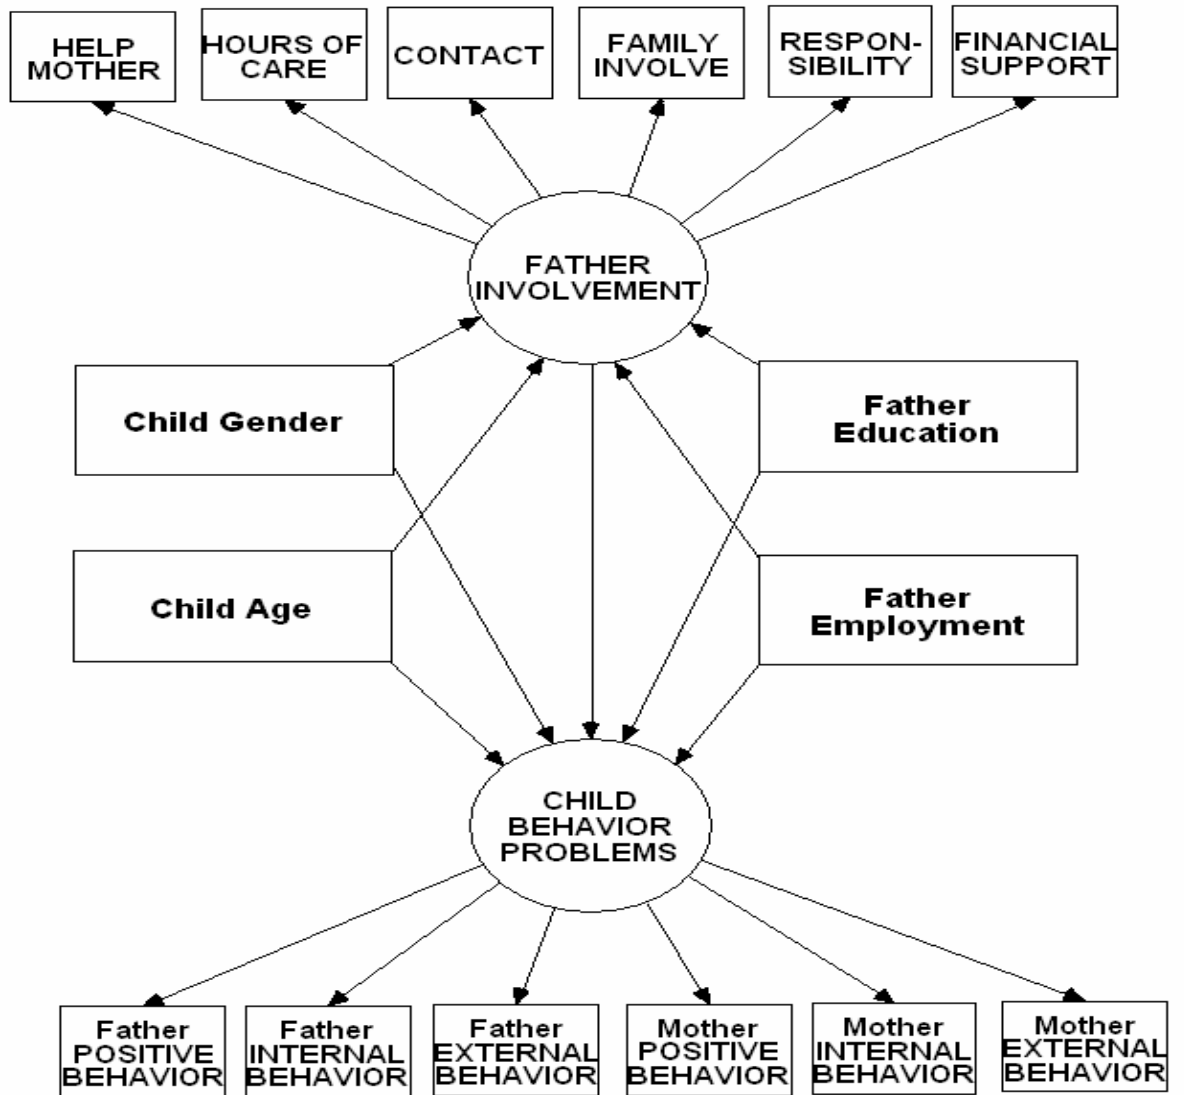 HELP
MOTHER
HOURS OF
CARE
CONTACT
FAMILY
INVOLVE
RESPON-
SIBILITY
FINANCIAL
SUPPORT
FATHER
INVOLVEMENT
Child Gender
Father
Education
Child Age
Father
Employment
CHILD
BEHAVIOR
PROBLEMS
Father
POSITIVE
BEHAVIOR
Father
INTERNAL
BEHAVIOR
Father
EXTERNAL
BEHAVIOR
Mother
POSITIVE
BEHAVIOR
Mother
INTERNAL
BEHAVIOR
Mother
EXTERNAL
BEHAVIOR